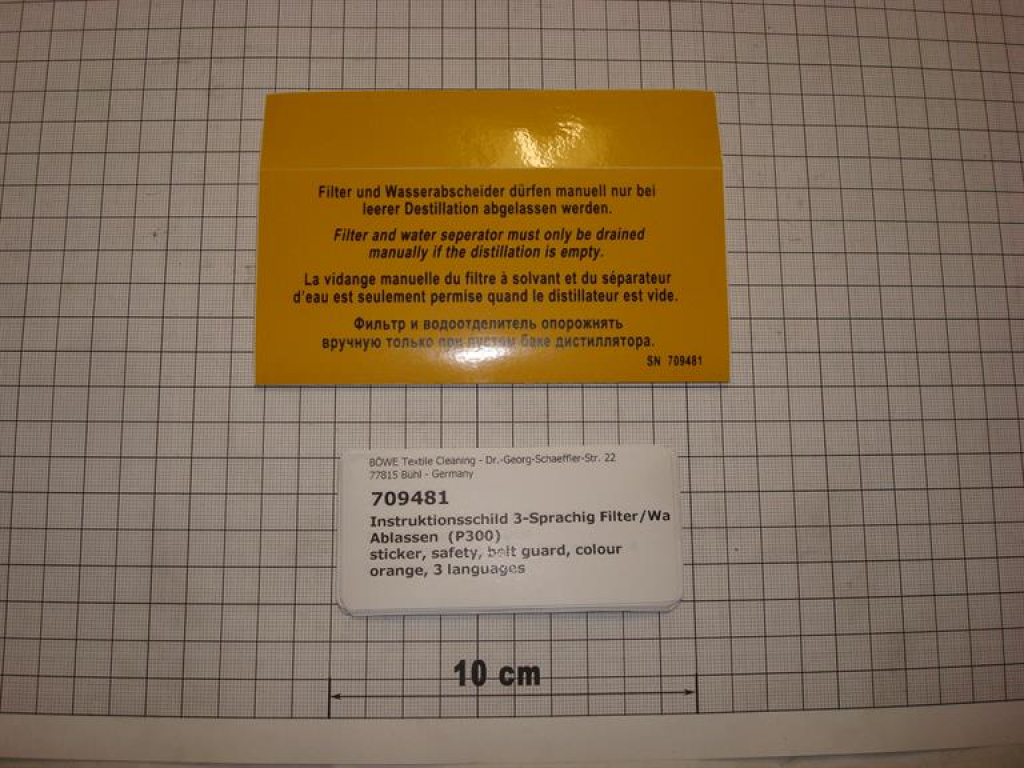 Filter und Wasserabscheider dürfen manuell nur bei
leerer Destillation abgelassen werden.
Filter and water seperator must only be drained
manually if the distillation is empty.
La vidange manuelle du filtre à solvant et du séparateur
d'eau est seulement permise quand le distillateur est vide.
Фильтр и водоотделитель опорожнять
вручную только при пустом баке дистиллятора.
SN 709481
BÖWE Textile Cleaning - Dr.-Georg-Schaeffler-Str. 22
77815 Bühl - Germany
709481
Instruktionsschild 3-Sprachig Filter/Wa
Ablassen (P300)
sticker, safety, belt guard, colour
orange, 3 languages
10 cm